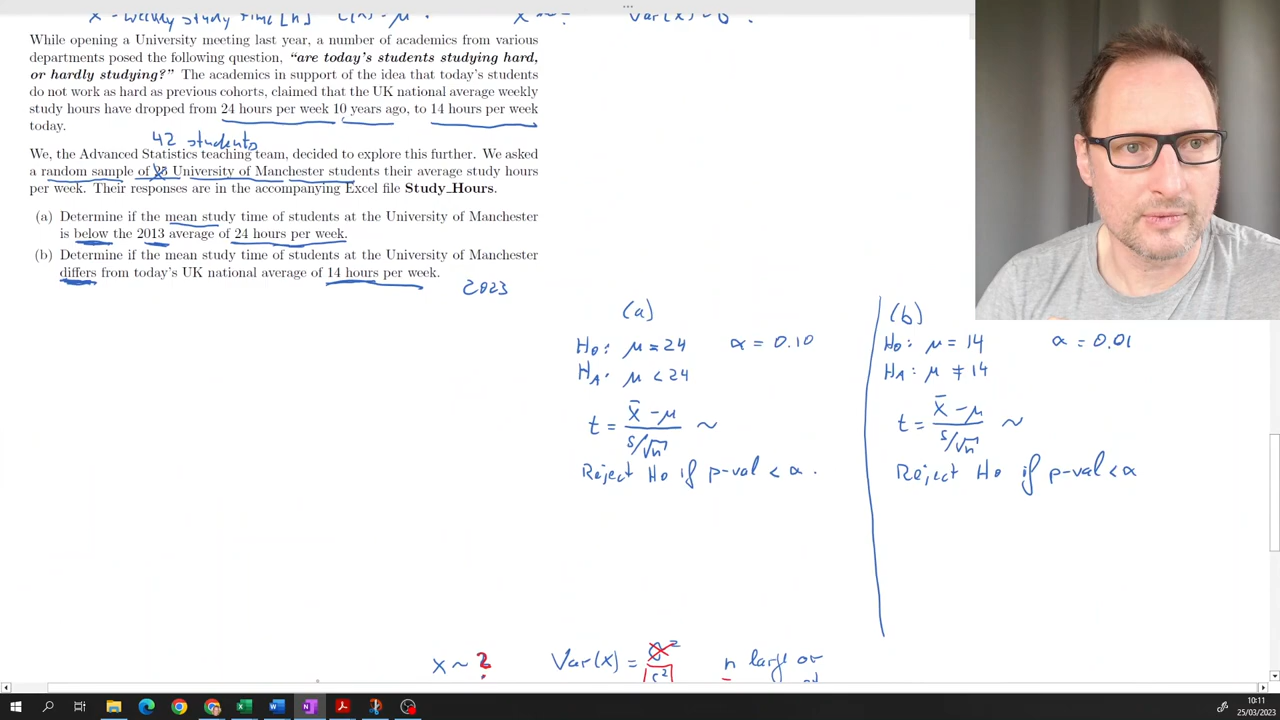 X - weekly study time [h] E(X) = μ ? X ~ ? Var(X) = σ² ?
While opening a University meeting last year, a number of academics from various
departments posed the following question, "are today's students studying hard,
or hardly studying?" The academics in support of the idea that today's students
do not work as hard as previous cohorts, claimed that the UK national average weekly
study hours have dropped from 24 hours per week 10 years ago, to 14 hours per week
today.
42 students
We, the Advanced Statistics teaching team, decided to explore this further. We asked
a random sample of University of Manchester students their average study hours
per week. Their responses are in the accompanying Excel file Study_Hours.
(a) Determine if the mean study time of students at the University of Manchester
is below the 2013 average of 24 hours per week.
(b) Determine if the mean study time of students at the University of Manchester
differs from today's UK national average of 14 hours per week.
2023
(a)
H₀: μ = 24 α = 0.10
H_A: μ < 24
t = (x̄ - μ)/(s/√n) ~
Reject H₀ if p-val < α.
(b)
H₀: μ = 14 α = 0.01
H_A: μ ≠ 14
t = (x̄ - μ)/(s/√n) ~
Reject H₀ if p-val < α
X ~ ? Var(X) = σ² n large or
s²
10:11
25/03/2023